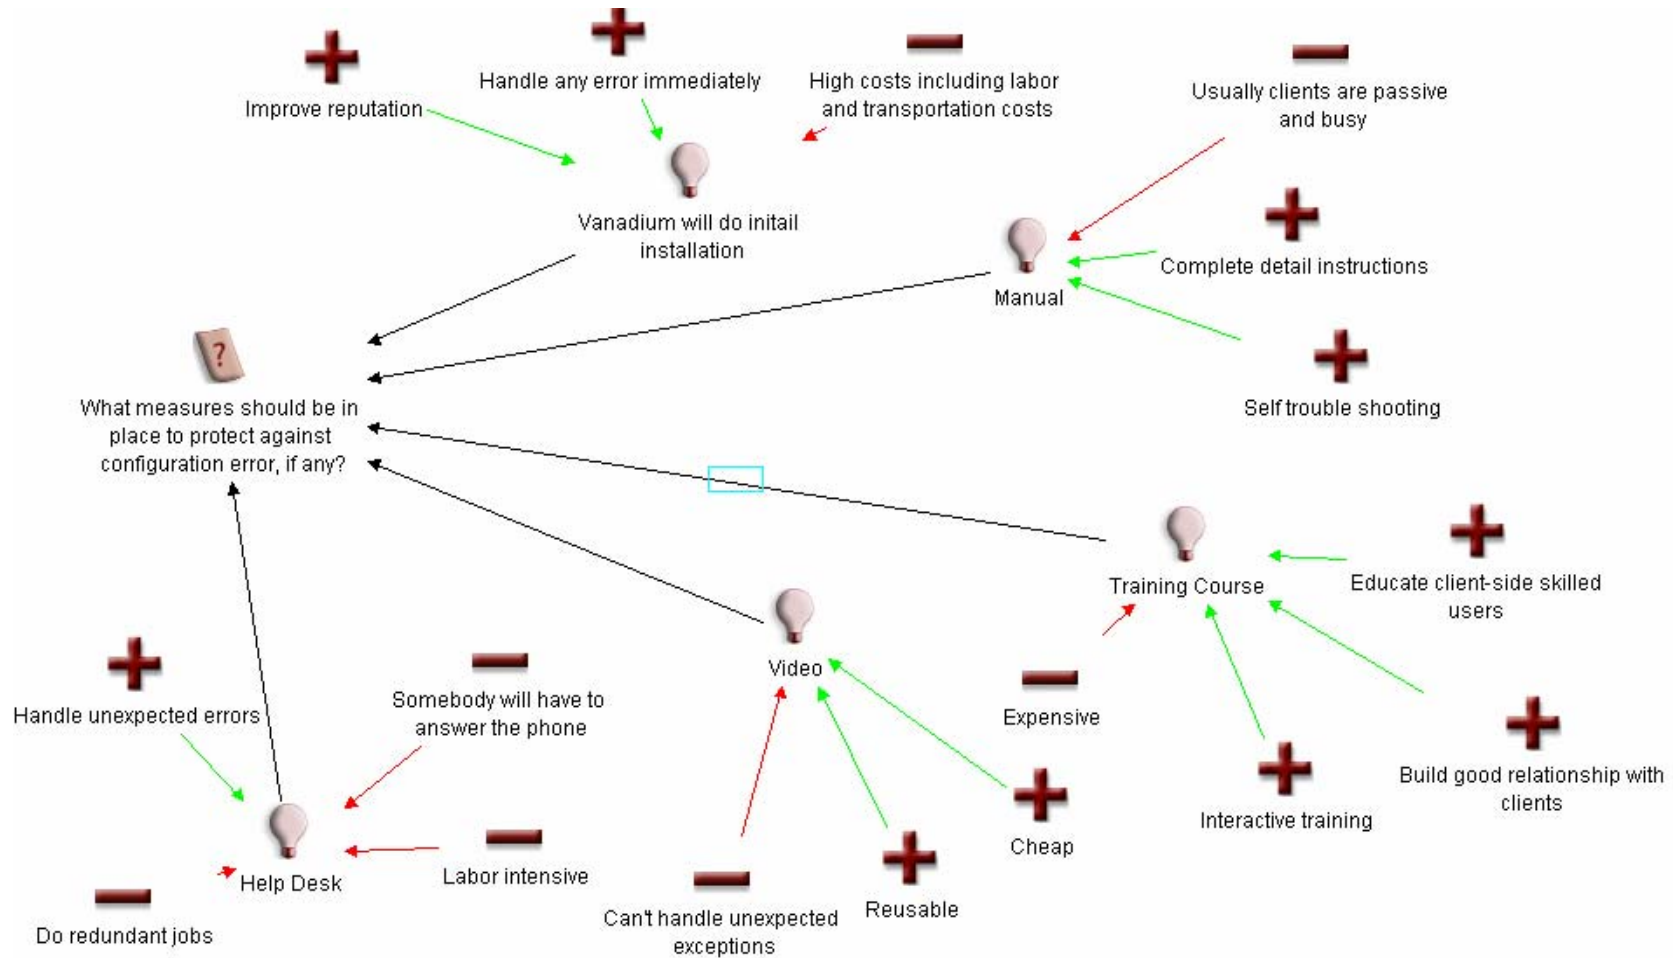 Improve reputation
Handle any error immediately
High costs including labor
and transportation costs
Usually clients are passive
and busy
Vanadium will do initail
installation
Manual
Complete detail instructions
Self trouble shooting
?
What measures should be in
place to protect against
configuration error, if any?
Training Course
Educate client-side skilled
users
Expensive
Interactive training
Build good relationship with
clients
Video
Cheap
Reusable
Can't handle unexpected
exceptions
Handle unexpected errors
Somebody will have to
answer the phone
Help Desk
Labor intensive
Do redundant jobs